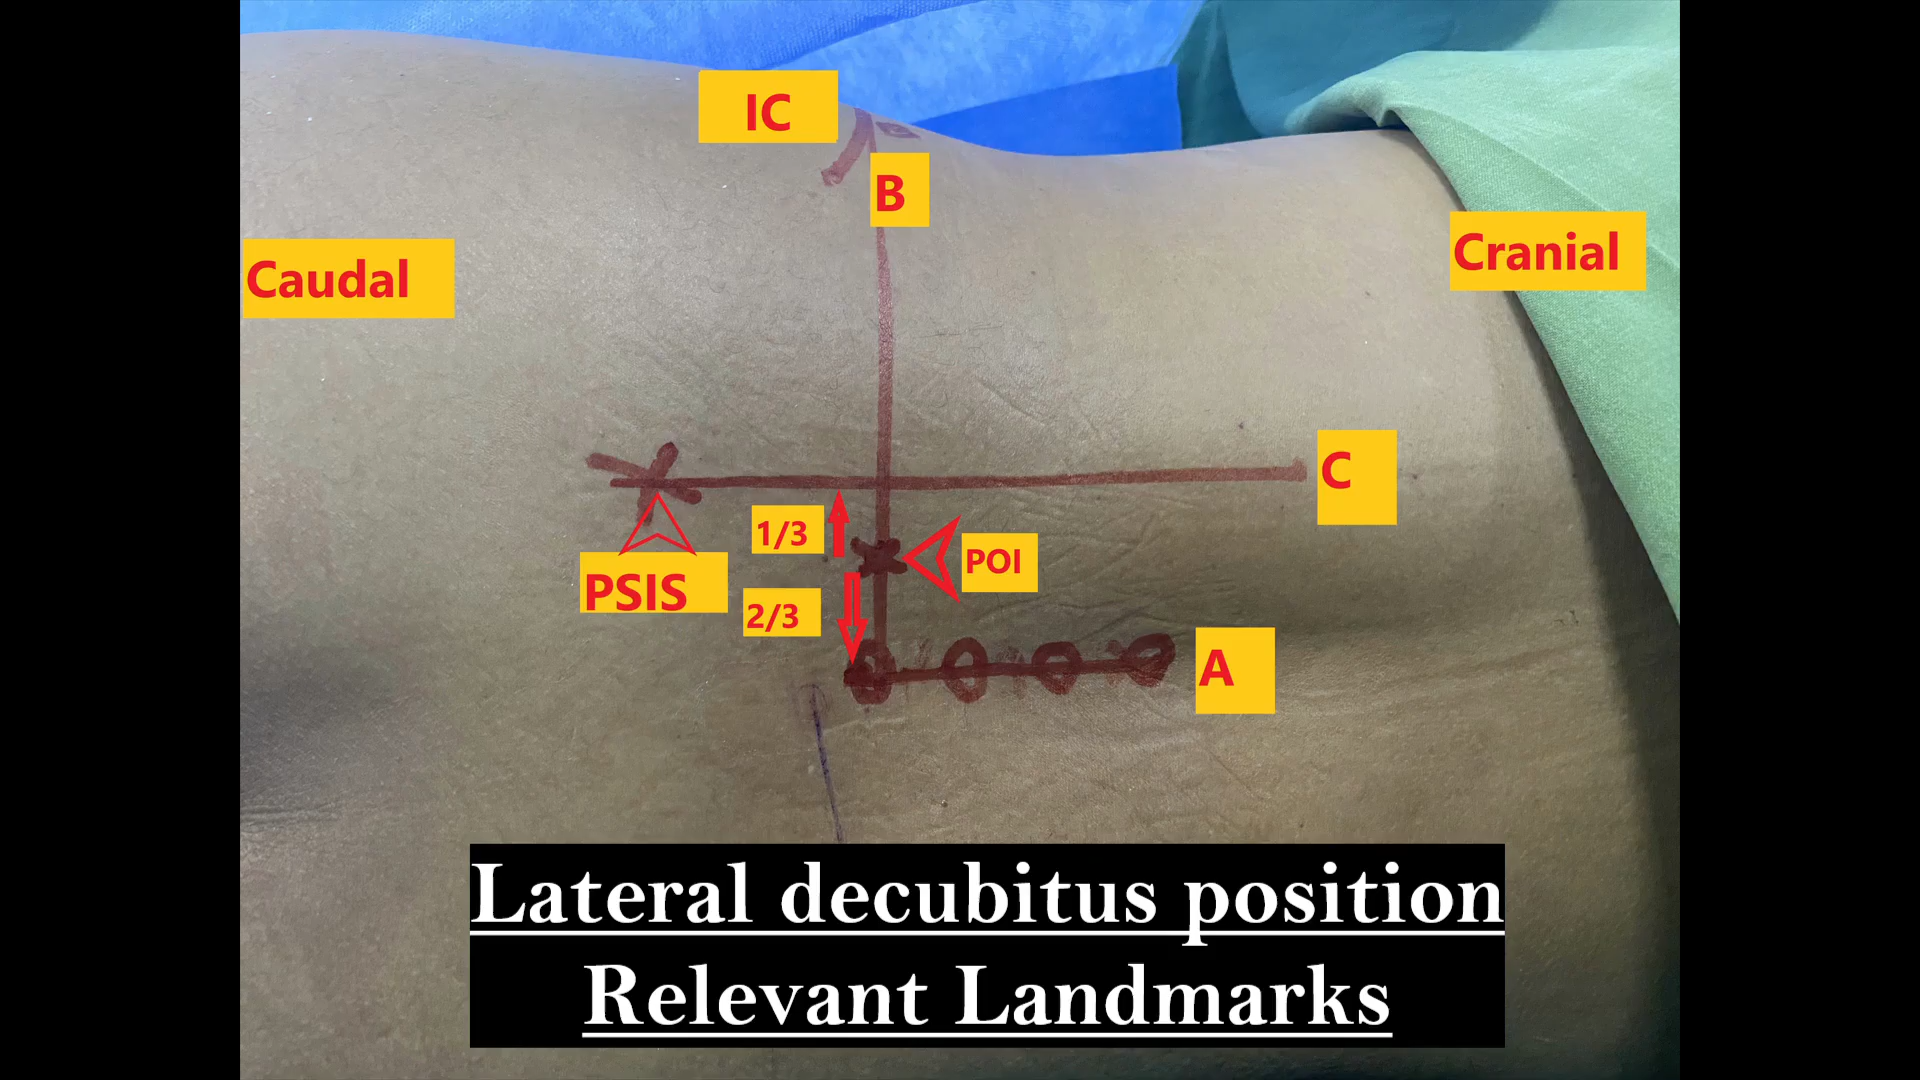 IC
B
Caudal
Cranial
C
1/3
POI
PSIS
2/3
A
Lateral decubitus position
Relevant Landmarks